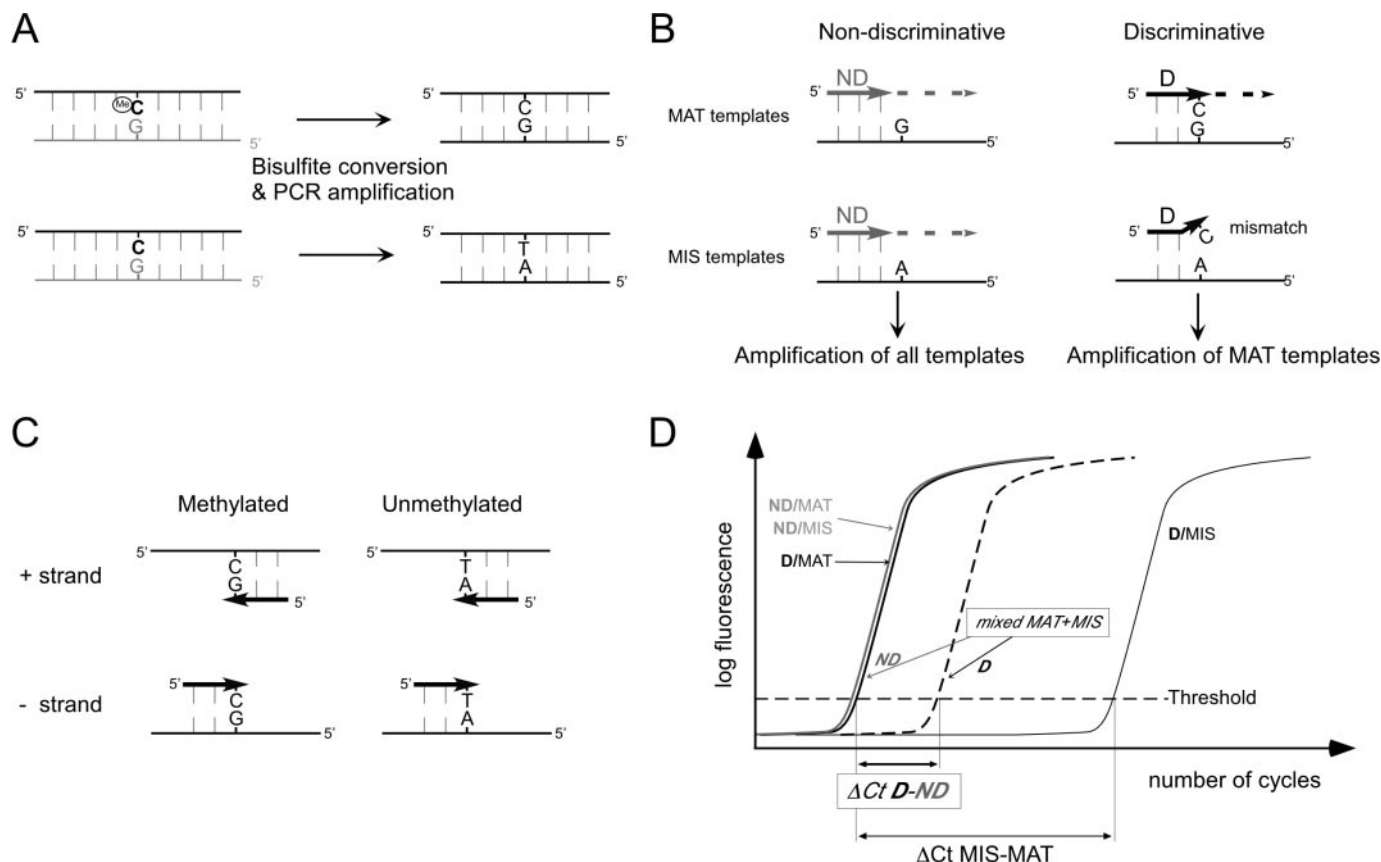 A
5'
Me
C
G
5'
Bisulfite conversion
& PCR amplification
5'
C
G
5'
5'
C
G
5'
5'
T
A
5'
B
Non-discriminative
Discriminative
MAT templates
5'
ND
G
5'
5'
D
C
G
5'
MIS templates
5'
ND
A
5'
5'
D
C
A
mismatch
5'
Amplification of all templates
Amplification of MAT templates
C
Methylated
Unmethylated
+ strand
5'
C
G
5'
5'
T
A
5'
- strand
5'
C
G
5'
5'
T
A
5'
D
log fluorescence
ND/MAT
ND/MIS
D/MAT
D/MIS
mixed MAT+MIS
ND
D
Threshold
ΔCt D-ND
number of cycles
ΔCt MIS-MAT